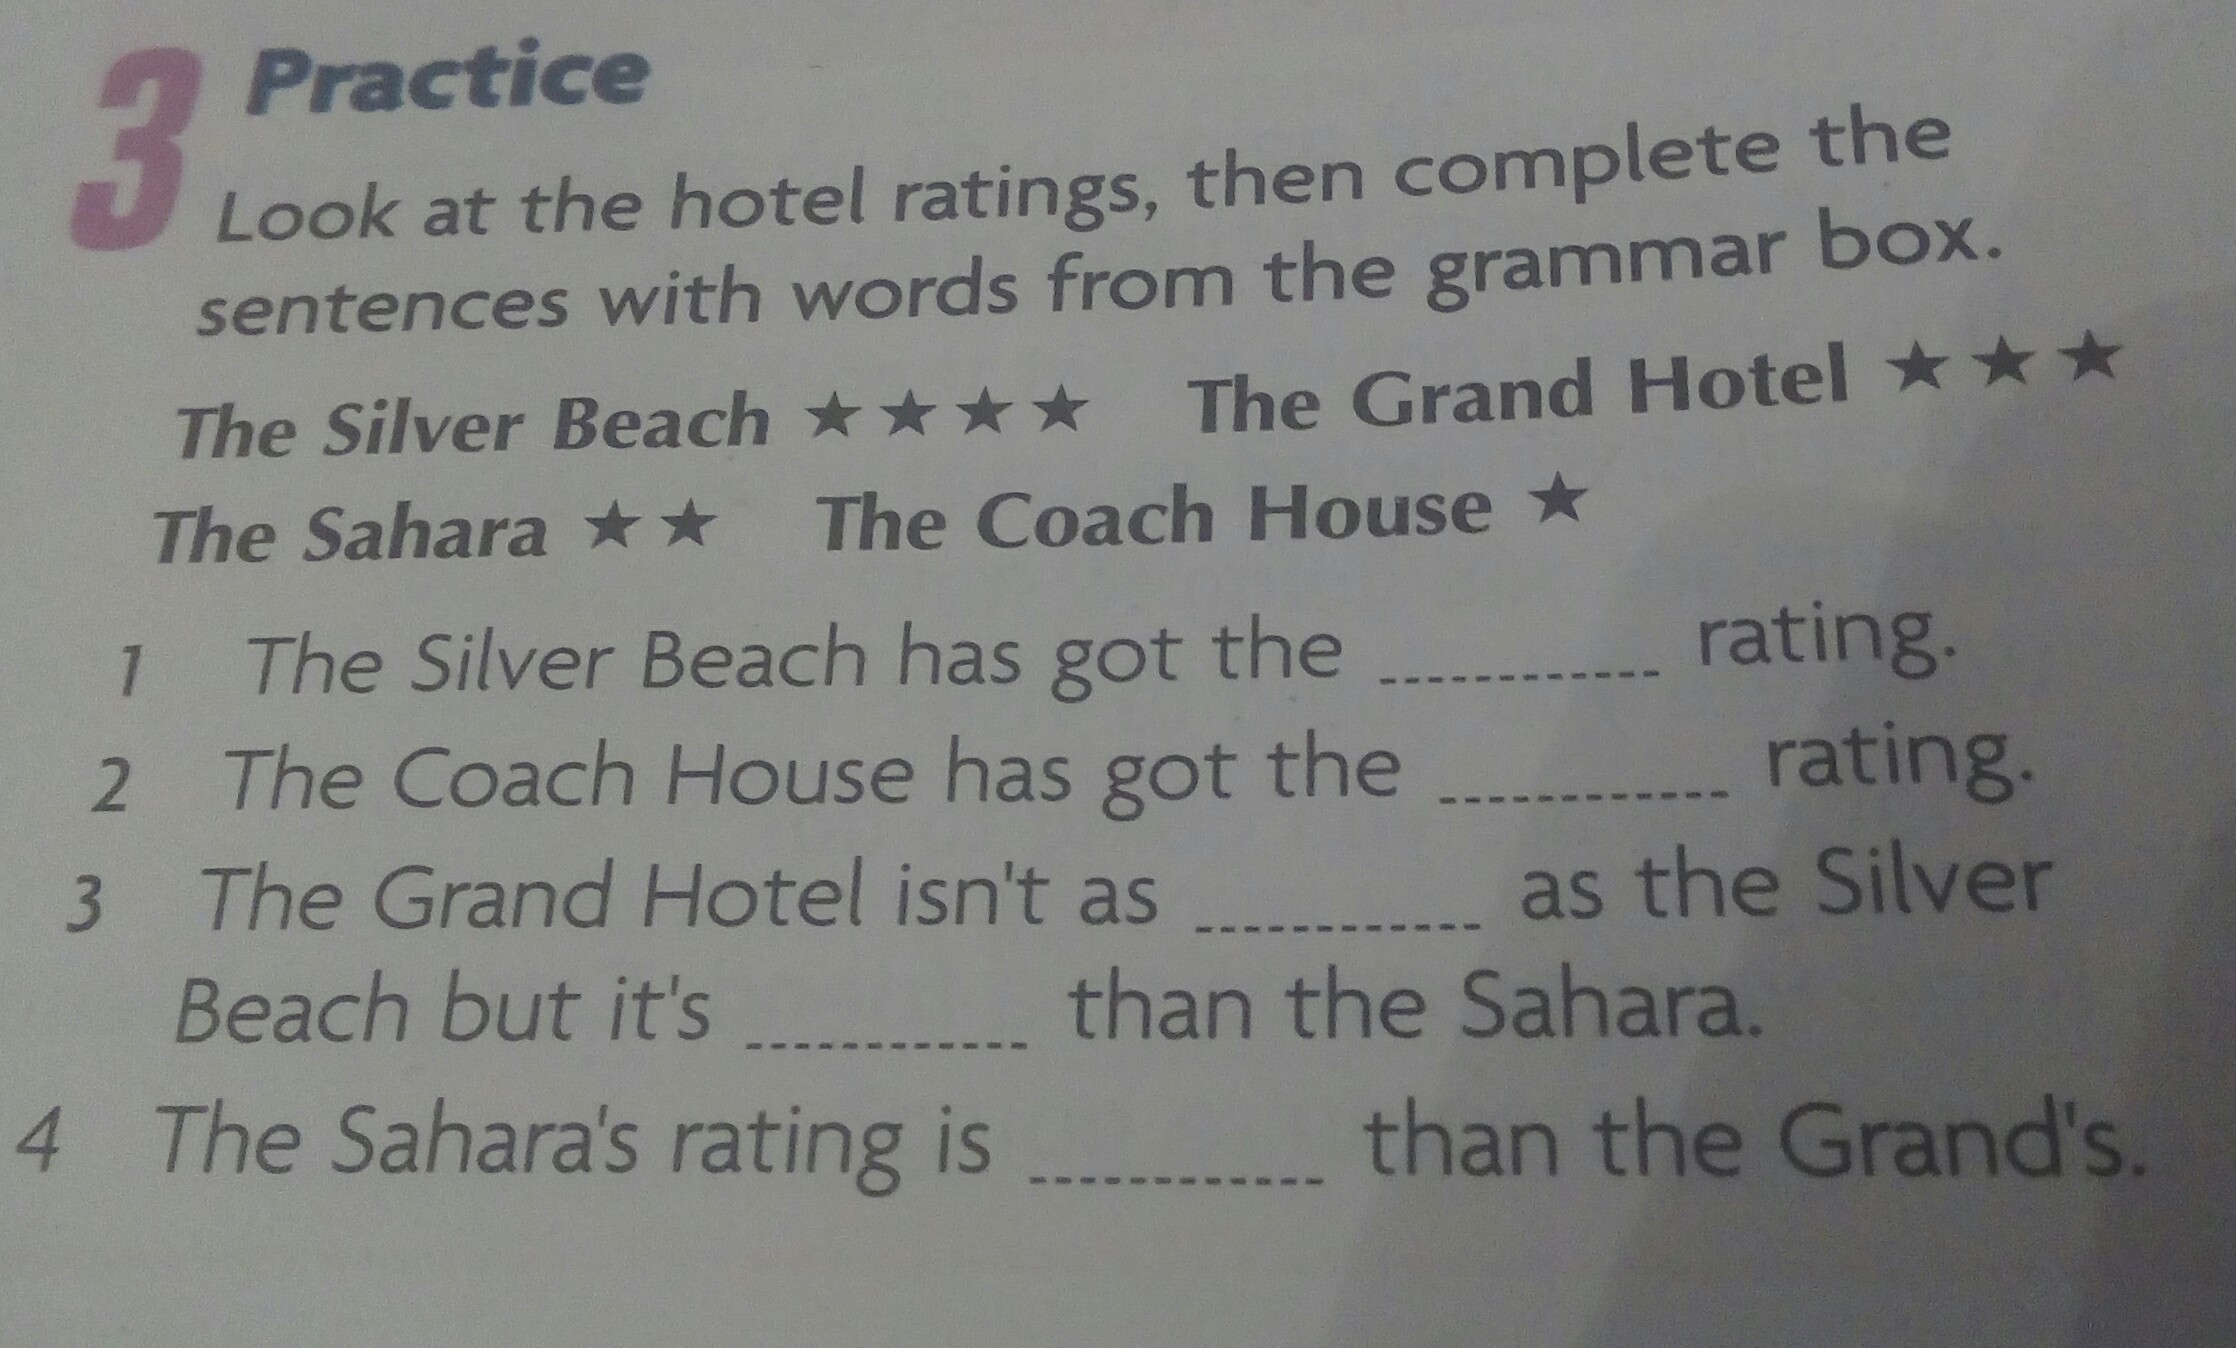 3 Practice
Look at the hotel ratings, then complete the
sentences with words from the grammar box.
The Silver Beach ★★★★ The Grand Hotel ★★★
The Sahara ★★ The Coach House ★
1 The Silver Beach has got the ............ rating.
2 The Coach House has got the ............ rating.
3 The Grand Hotel isn't as ............ as the Silver
Beach but it's ............ than the Sahara.
4 The Sahara's rating is ............ than the Grand's.